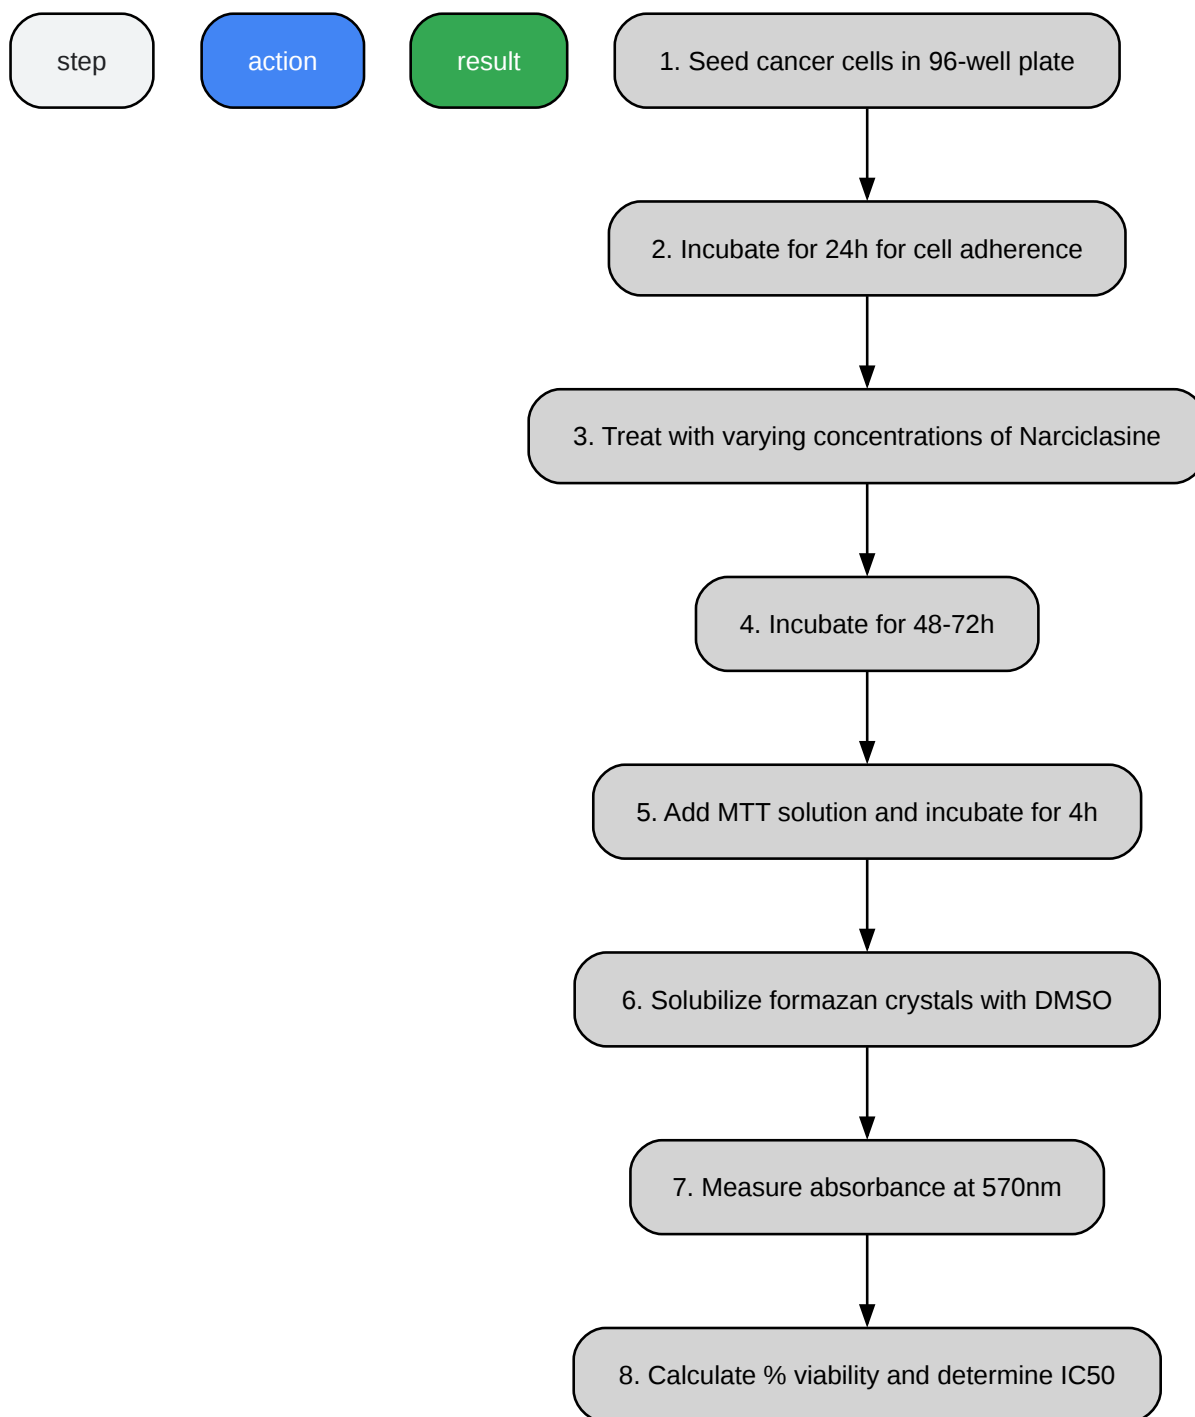 step
action
result
1. Seed cancer cells in 96-well plate
2. Incubate for 24h for cell adherence
3. Treat with varying concentrations of Narciclasine
4. Incubate for 48-72h
5. Add MTT solution and incubate for 4h
6. Solubilize formazan crystals with DMSO
7. Measure absorbance at 570nm
8. Calculate % viability and determine IC50